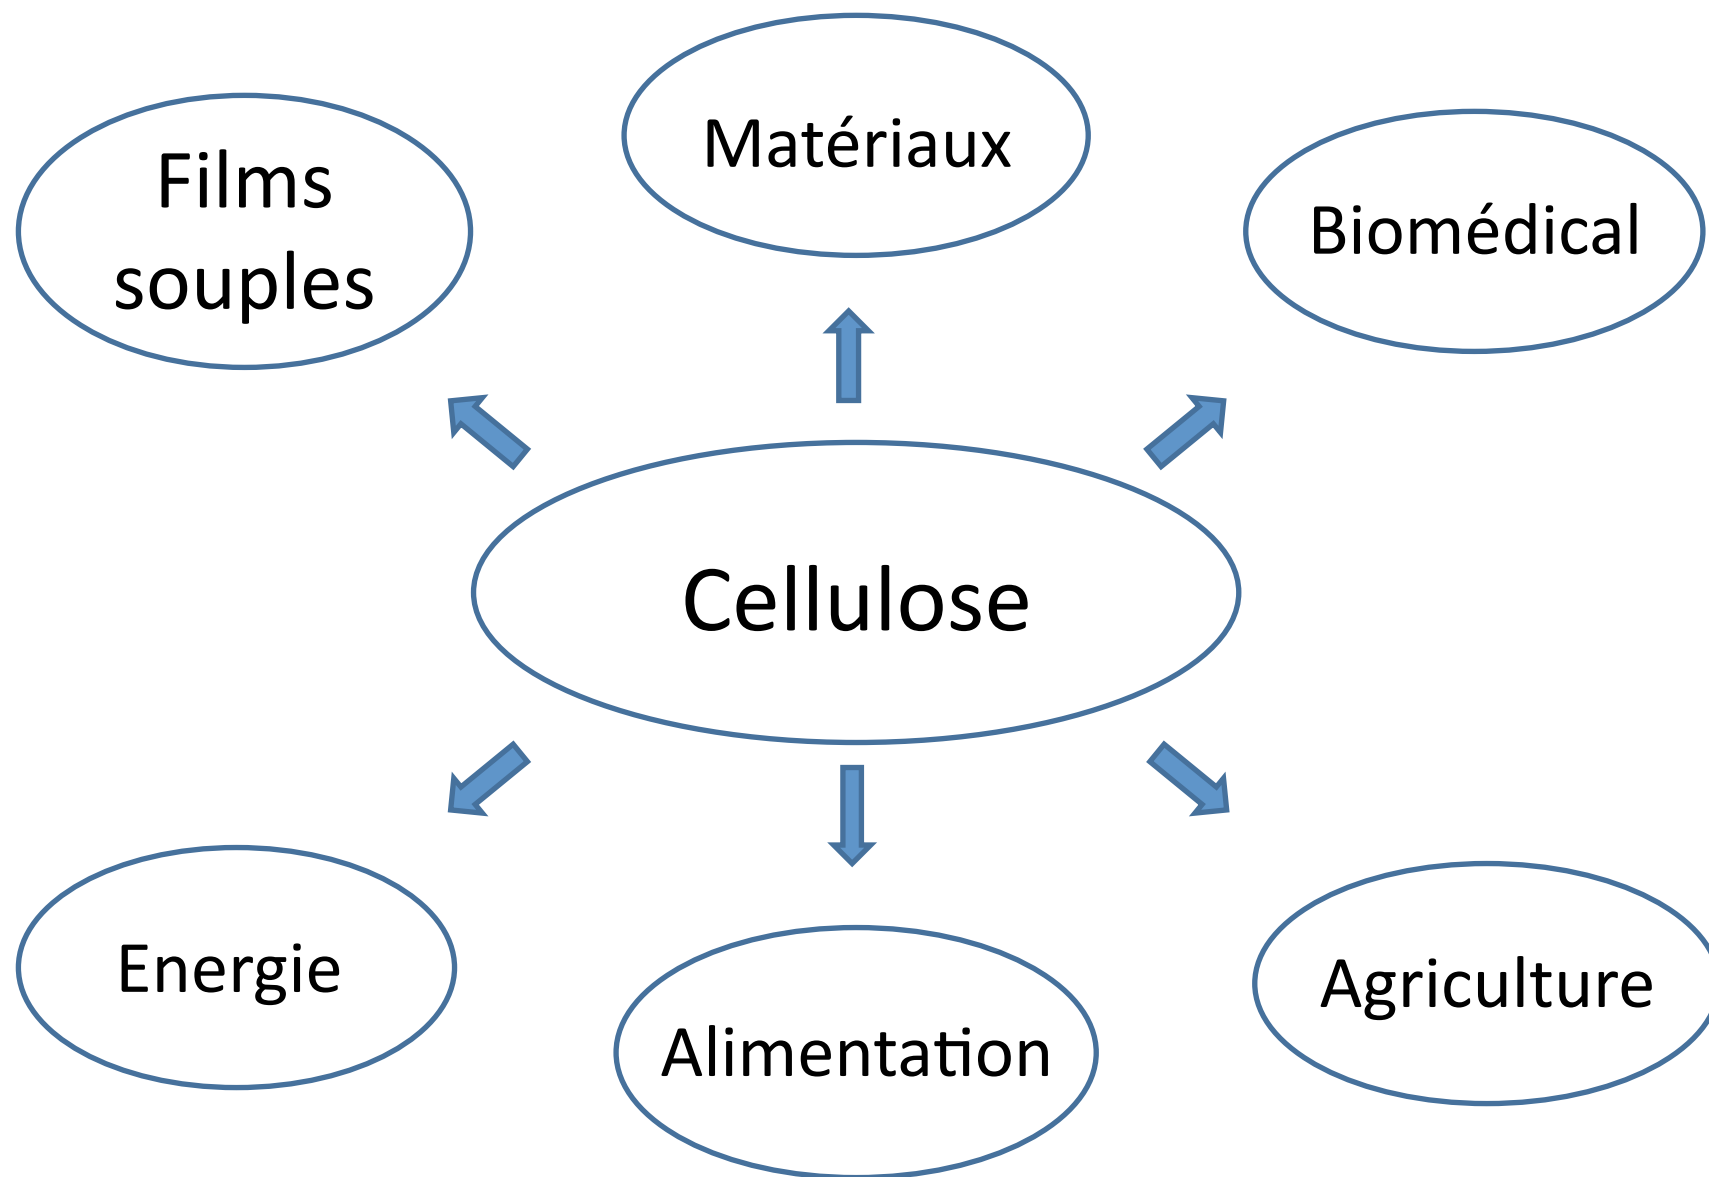 Matériaux
Films
souples
Biomédical
Cellulose
Energie
Alimentation
Agriculture